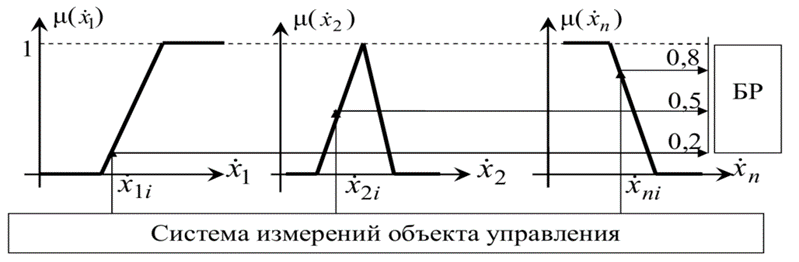 μ(ẋ1) μ(ẋ2) μ(ẋn)
1 0,8
0,5
0,2
БР
ẋ1i ẋ1 ẋ2i ẋ2 ẋni ẋn
Система измерений объекта управления